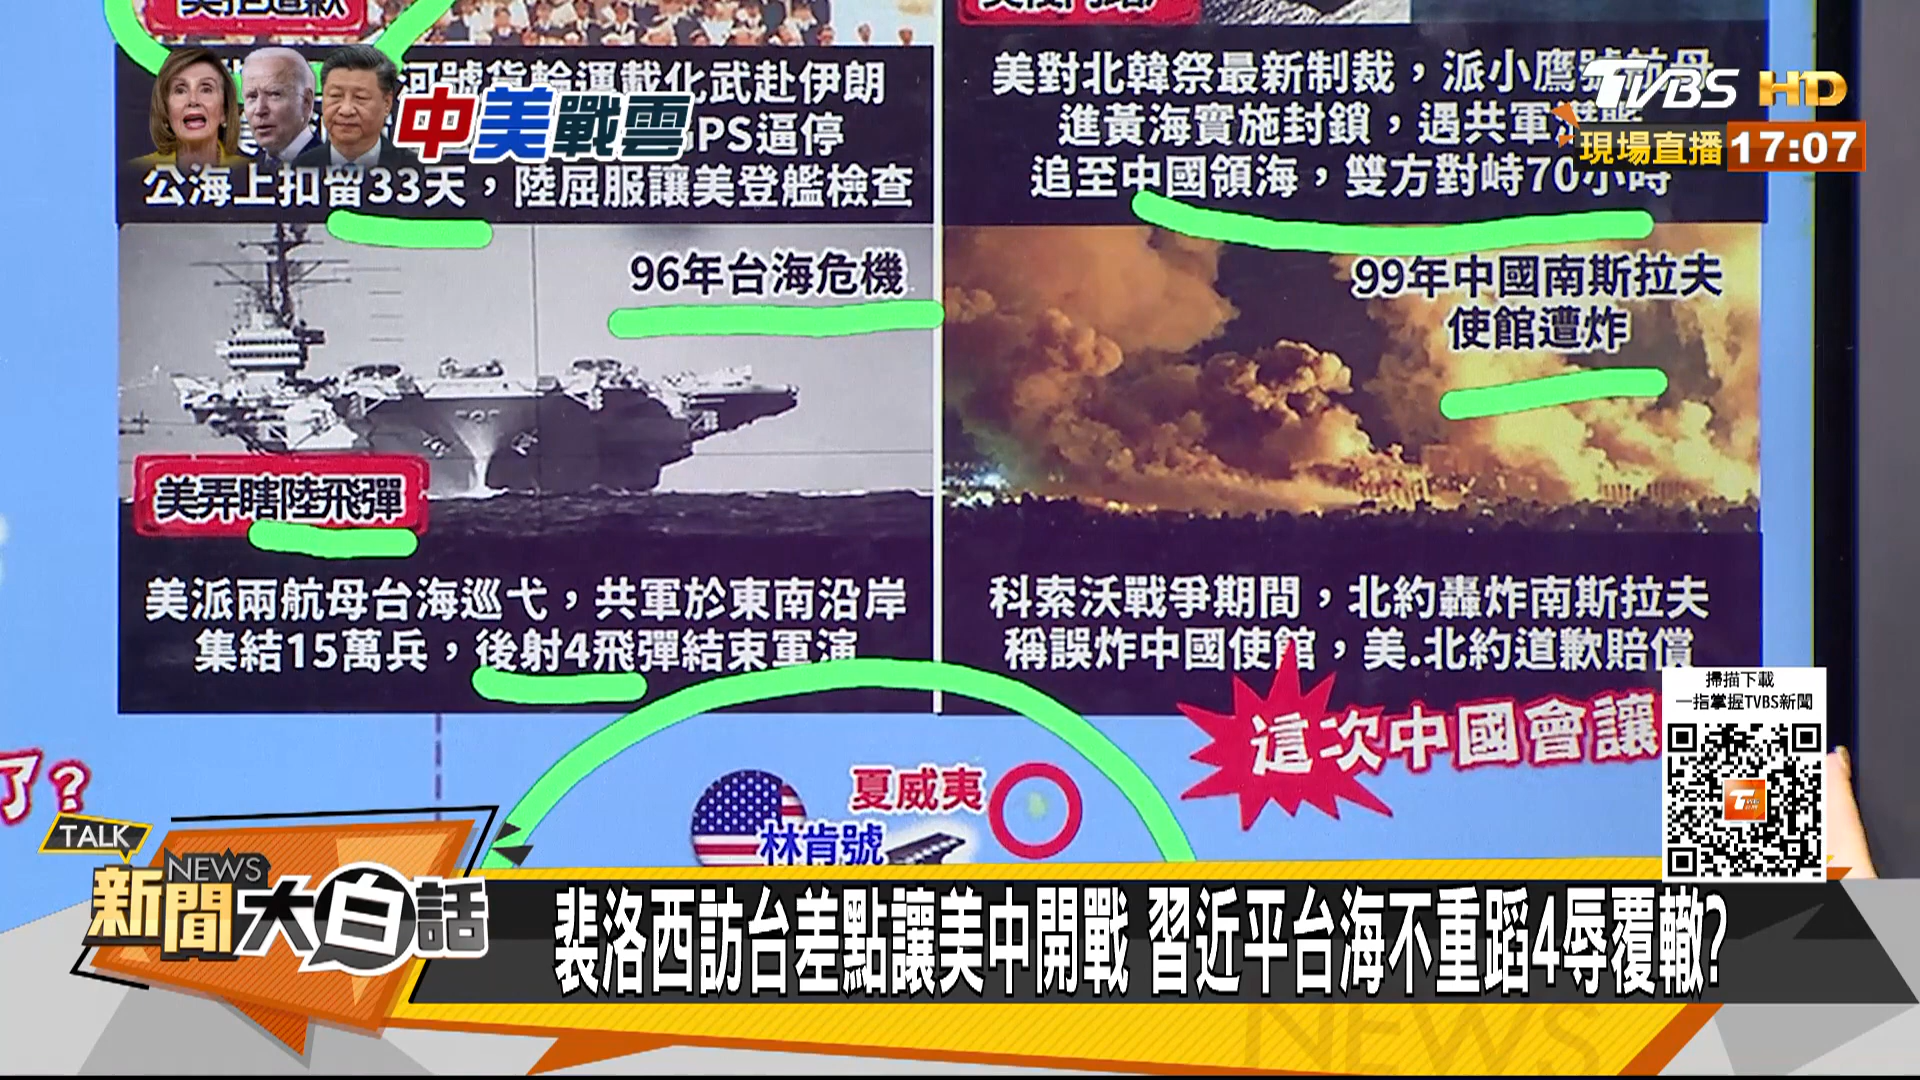 美對北韓祭最新制裁，派小鷹號航母
TVBS HD
河號貨輪運載化武赴伊朗
中美戰雲
GPS逼停
進黃海實施封鎖，遇共軍潛艇
現場直播 17:07
公海上扣留33天，陸屈服讓美登艦檢查
追至中國領海，雙方對峙70小時
96年台海危機
99年中國南斯拉夫
使館遭炸
美弄瞎陸飛彈
美派兩航母台海巡弋，共軍於東南沿岸
集結15萬兵，後射4飛彈結束軍演
科索沃戰爭期間，北約轟炸南斯拉夫
稱誤炸中國使館，美.北約道歉賠償
掃描下載
一指掌握TVBS新聞
這次中國會讓
了?
夏威夷
林肯號
TALK
NEWS
新聞大白話
裴洛西訪台差點讓美中開戰 習近平台海不重蹈4辱覆轍?
NEWS